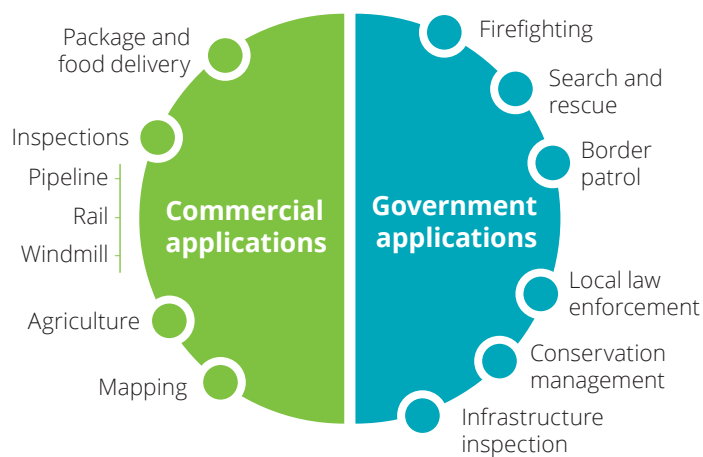 Package and
food delivery
Inspections
Pipeline
Rail
Windmill
Agriculture
Mapping
Commercial
applications
Government
applications
Firefighting
Search and
rescue
Border
patrol
Local law
enforcement
Conservation
management
Infrastructure
inspection